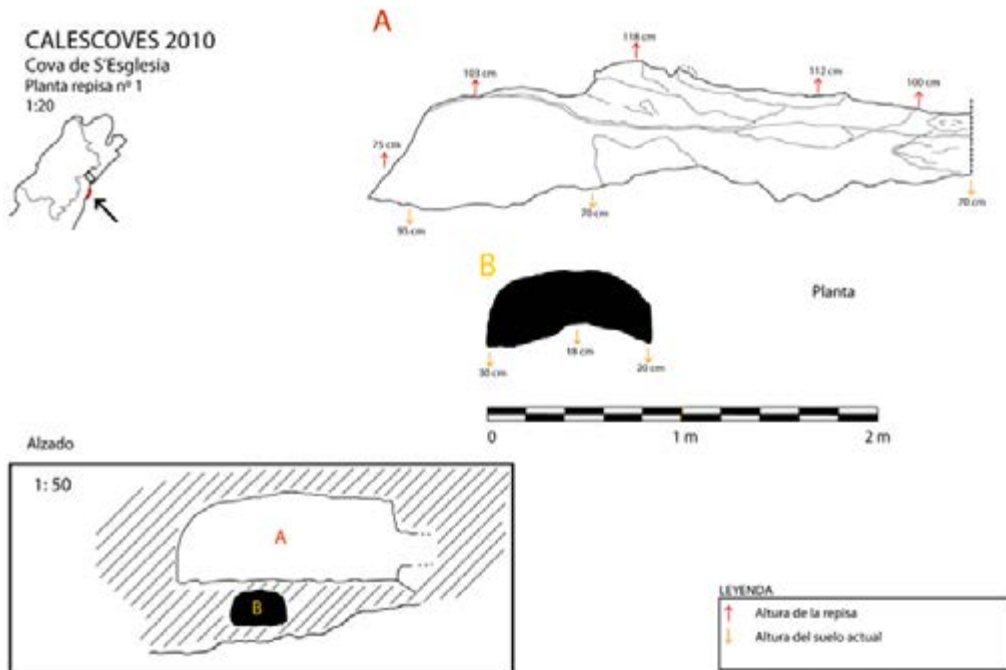 CALESCOVES 2010
Cova de S'Esglesia
Planta repisa nº 1
1:20
A
118 cm
103 cm
112 cm
100 cm
75 cm
95 cm
70 cm
70 cm
B
Planta
30 cm
18 cm
20 cm
0
1 m
2 m
Alzado
1: 50
A
B
LEYENDA
↑ Altura de la repisa
↓ Altura del suelo actual